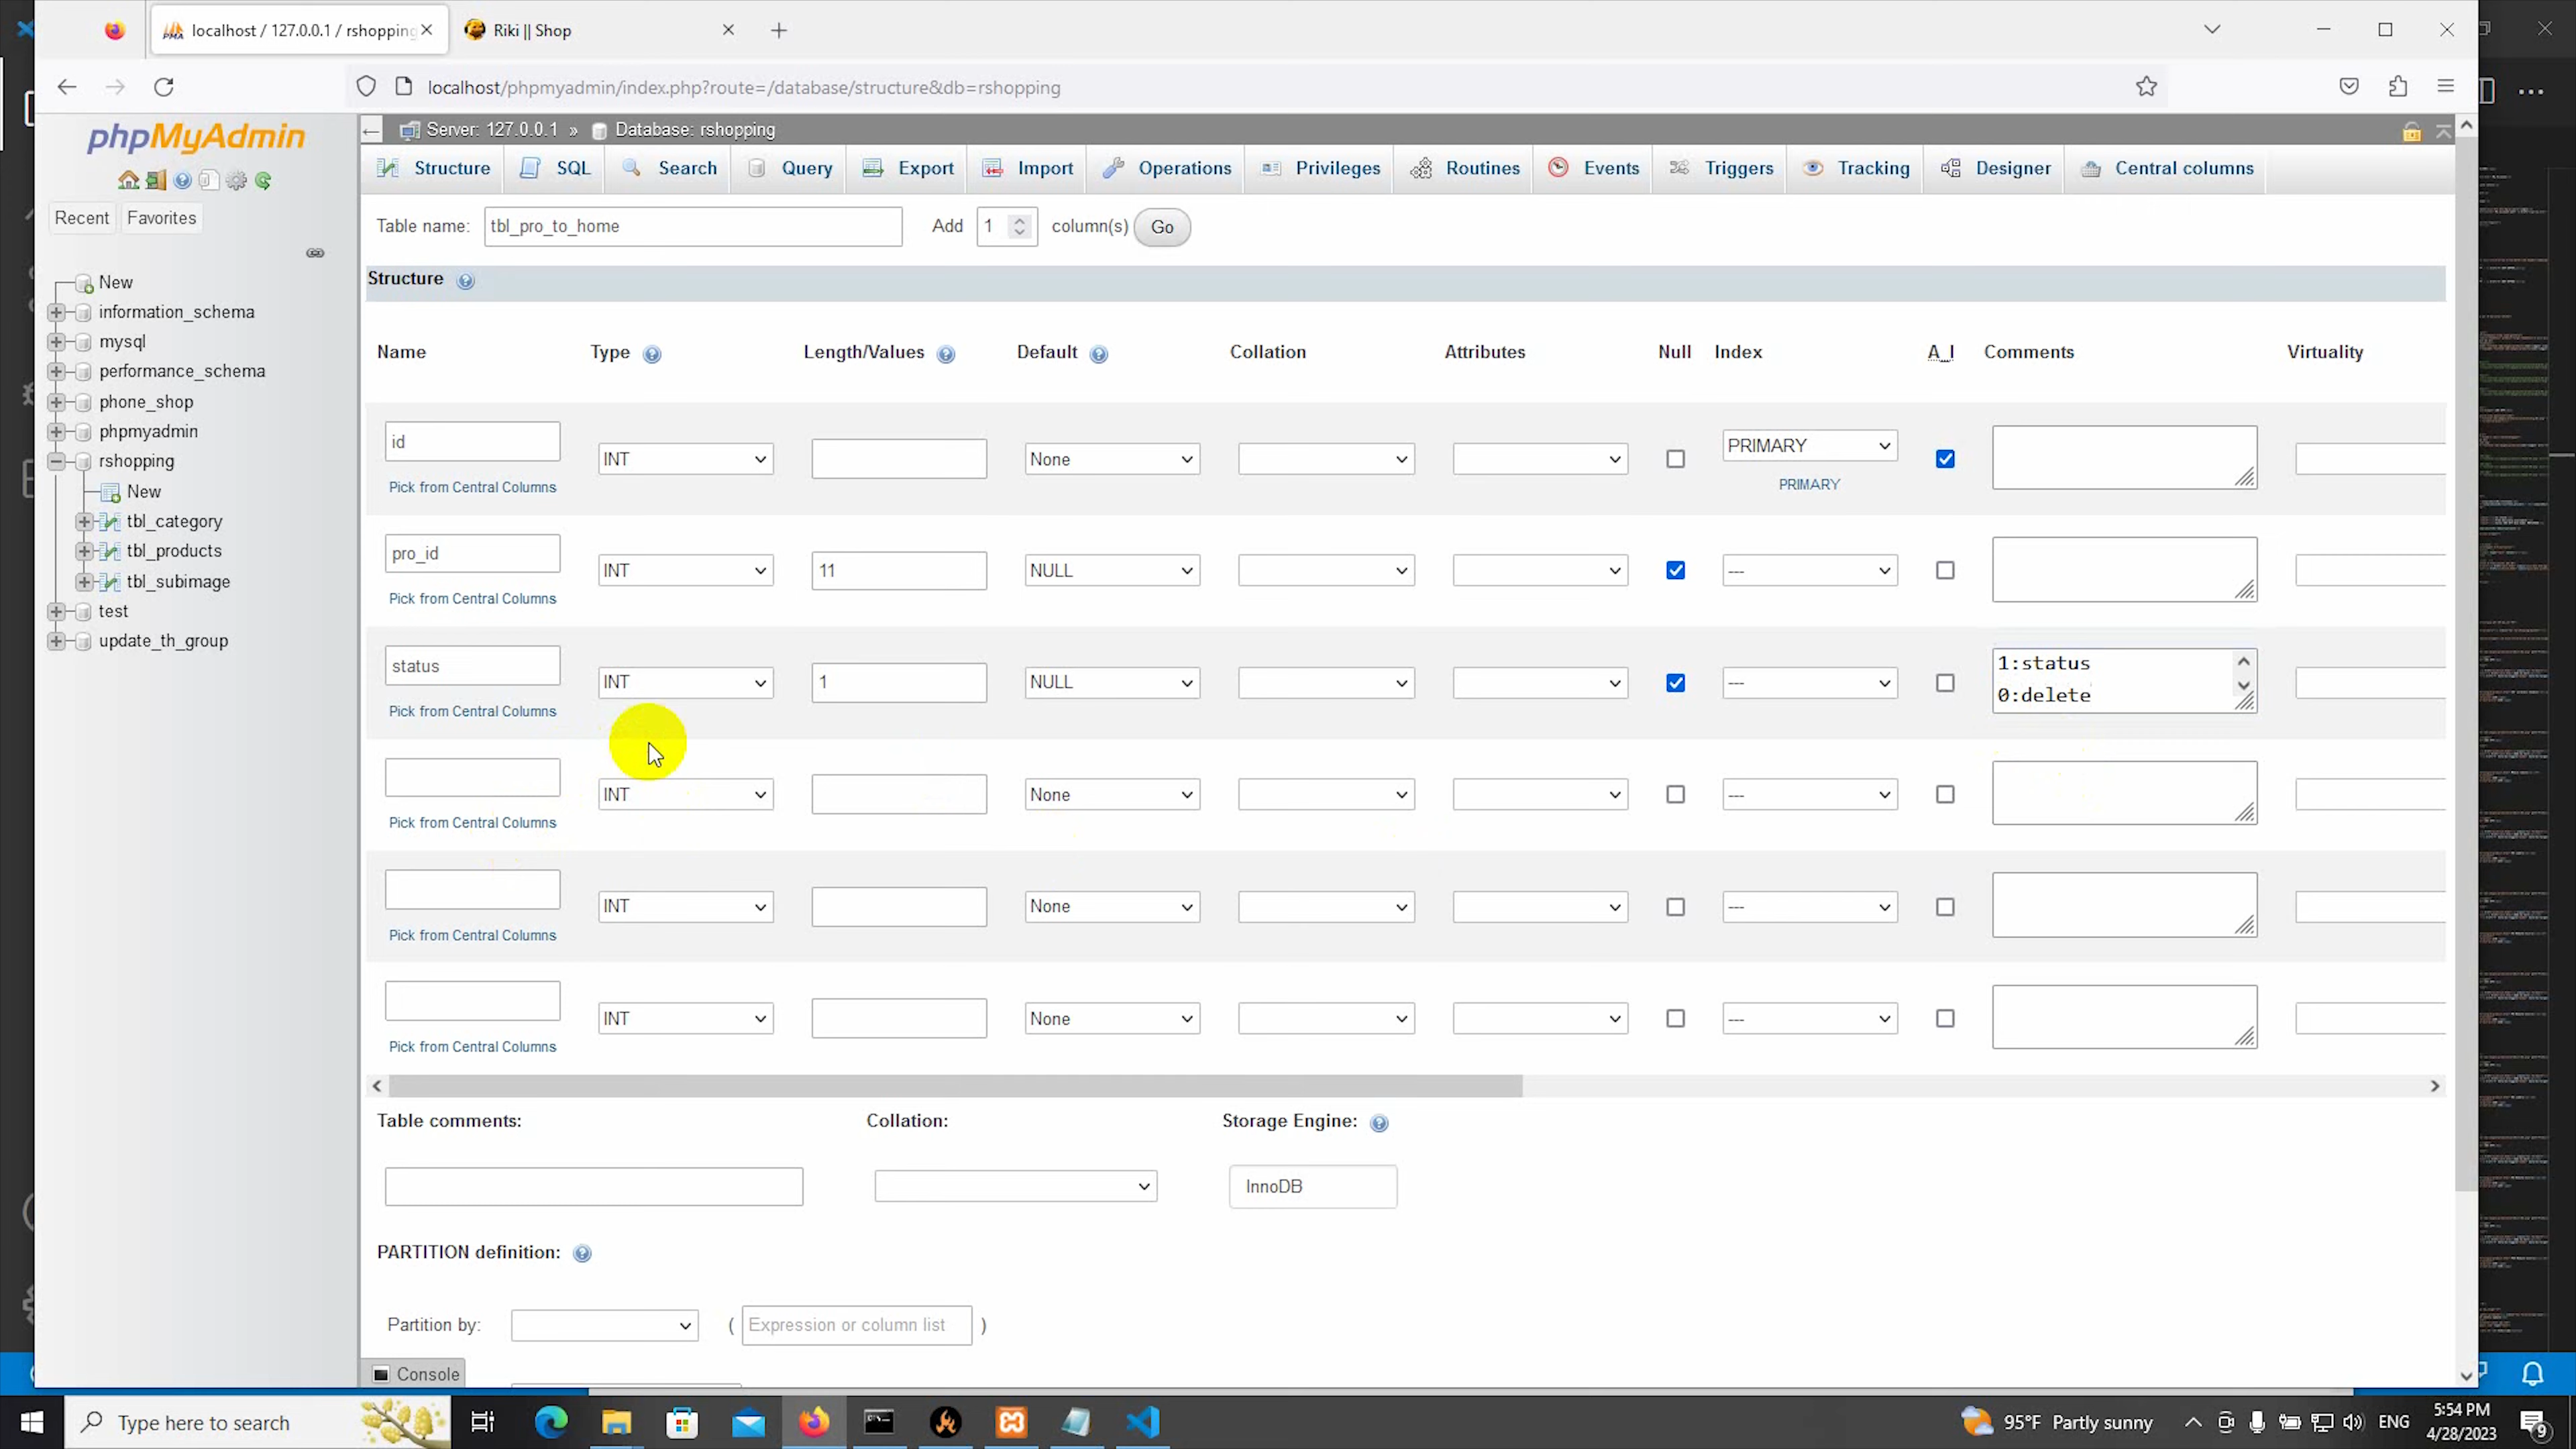 localhost / 127.0.0.1 / rshopping
Riki || Shop
localhost/phpmyadmin/index.php?route=/database/structure&db=rshopping
phpMyAdmin
Server: 127.0.0.1 » Database: rshopping
Structure SQL Search Query Export Import Operations Privileges Routines Events Triggers Tracking Designer Central columns
Recent Favorites
Table name: tbl_pro_to_home Add 1 column(s) Go
New
information_schema
mysql
performance_schema
phone_shop
phpmyadmin
rshopping
New
tbl_category
tbl_products
tbl_subimage
test
update_th_group
Structure
Name Type Length/Values Default Collation Attributes Null Index A_I Comments Virtuality
id INT None PRIMARY
Pick from Central Columns PRIMARY
pro_id INT 11 NULL ---
Pick from Central Columns
status INT 1 NULL --- 1:status
0:delete
Pick from Central Columns
INT None ---
Pick from Central Columns
INT None ---
Pick from Central Columns
INT None ---
Pick from Central Columns
Table comments: Collation: Storage Engine:
InnoDB
PARTITION definition:
Partition by: ( Expression or column list )
Console
Type here to search
95°F Partly sunny
ENG
5:54 PM
4/28/2023
9